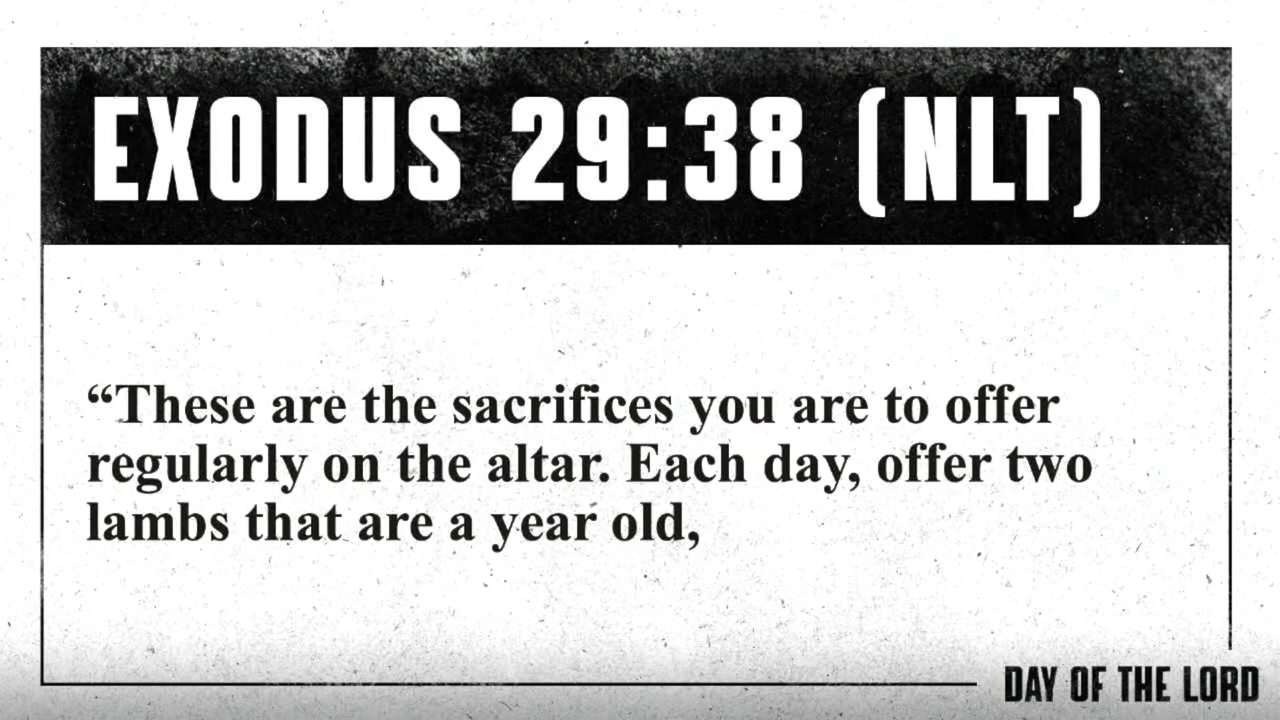 EXODUS 29:38 (NLT)
“These are the sacrifices you are to offer
regularly on the altar. Each day, offer two
lambs that are a year old,
DAY OF THE LORD